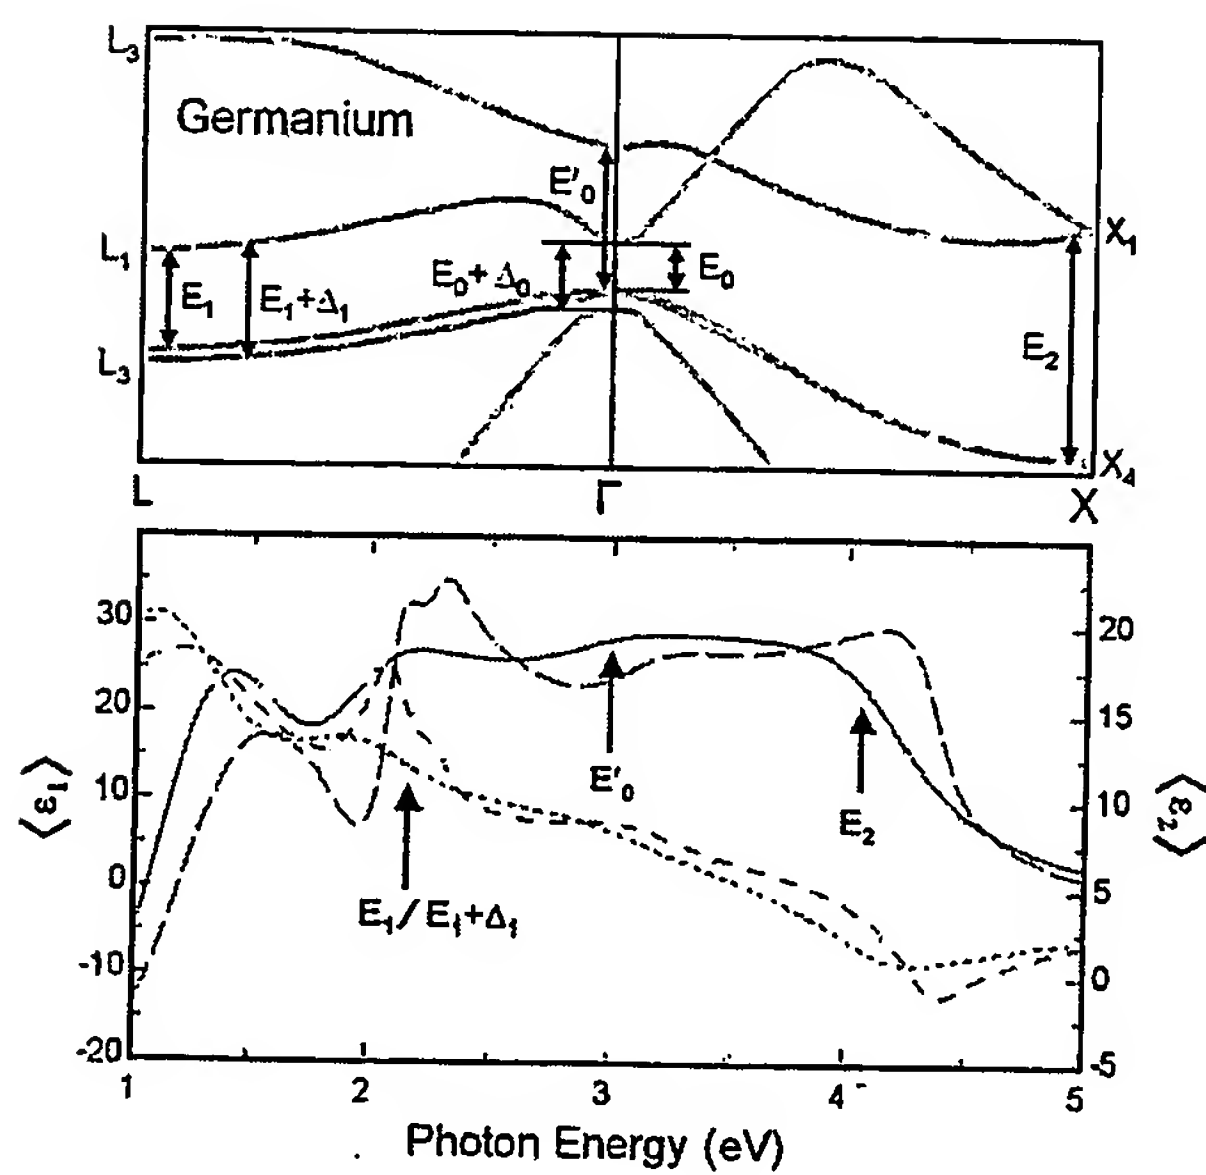 L₃
Germanium
E'₀
L₁
X₁
E₁
E₁+Δ₁
E₀+Δ₀
E₀
L₃
E₂
X₄
L
Γ
X
30
20
10
0
-10
-20
⟨ε₁⟩
20
15
10
5
0
-5
⟨ε₂⟩
E'₀
E₂
E₁/E₁+Δ₁
1
2
3
4
5
Photon Energy (eV)